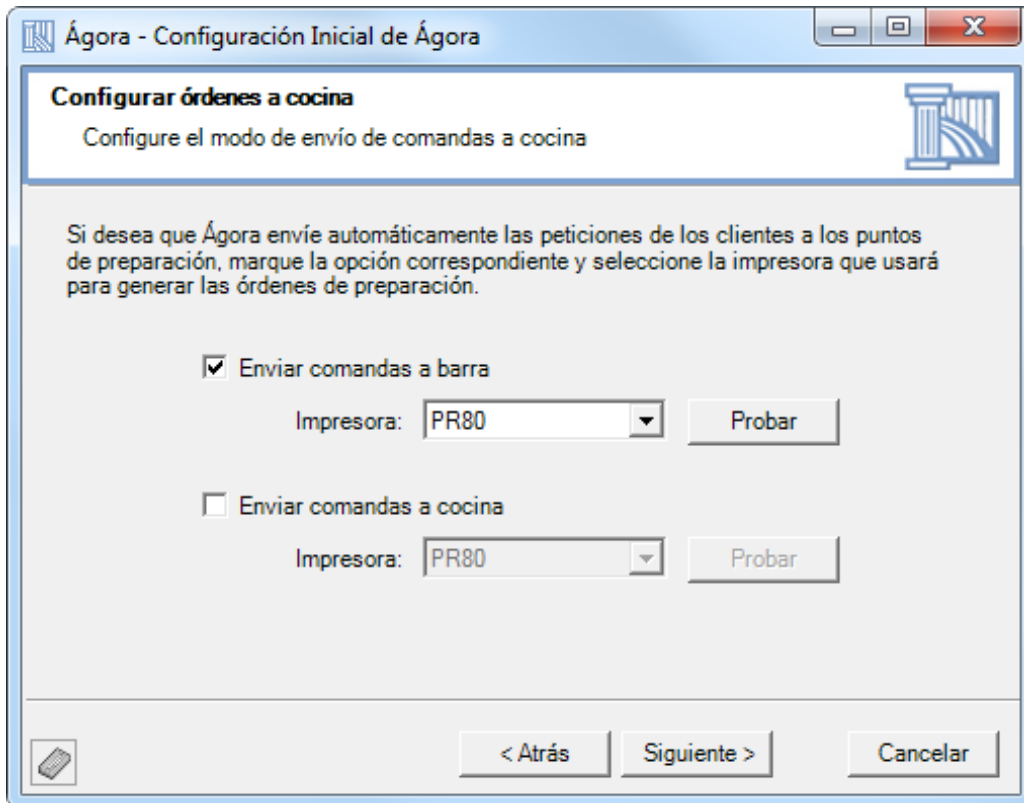 Ágora - Configuración Inicial de Ágora
Configurar órdenes a cocina
Configure el modo de envío de comandas a cocina
Si desea que Ágora envíe automáticamente las peticiones de los clientes a los puntos
de preparación, marque la opción correspondiente y seleccione la impresora que usará
para generar las órdenes de preparación.
Enviar comandas a barra
Impresora: PR80 Probar
Enviar comandas a cocina
Impresora: PR80 Probar
< Atrás Siguiente > Cancelar